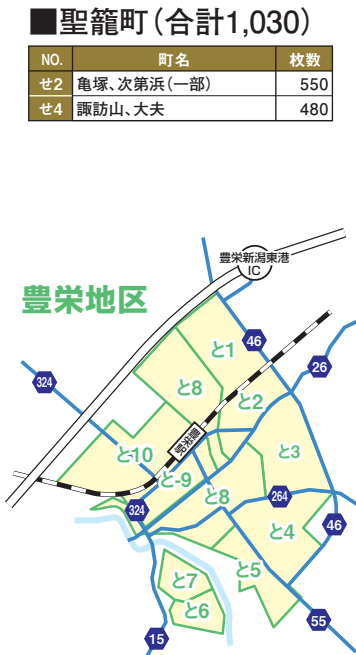 ■聖籠町(合計1,030)
NO. 町名 枚数
せ2 亀塚、次第浜(一部) 550
せ4 諏訪山、大夫 480
豊栄新潟東港
IC
豊栄地区
と1
46
26
324
と8
と2
豊栄駅
と10
と3
と-9
と8
264
324
と4
46
と5
と7
と6
55
15